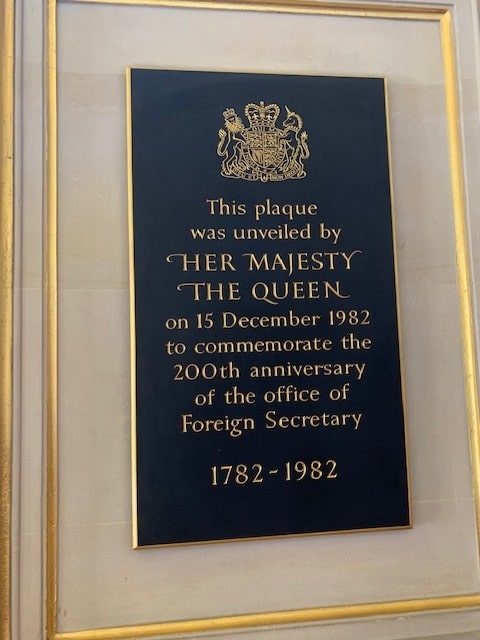 This plaque
was unveiled by
HER MAJESTY
THE QUEEN
on 15 December 1982
to commemorate the
200th anniversary
of the office of
Foreign Secretary
1782-1982